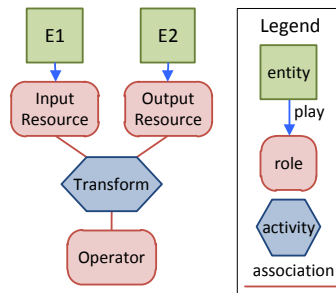 E1
E2
Input
Resource
Output
Resource
Transform
Operator
Legend
entity
play
role
activity
association